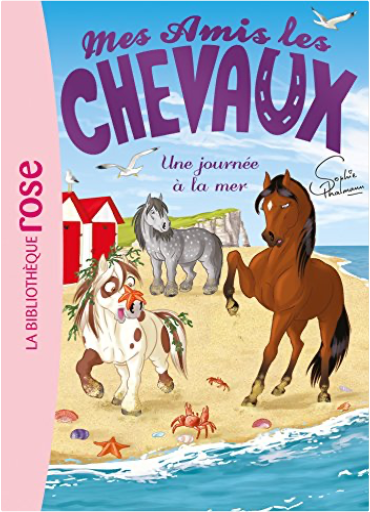 Mes Amis les
CHEVAUX
Une journée
à la mer
Sophie
Thalmann
LA BIBLIOTHÈQUE rose